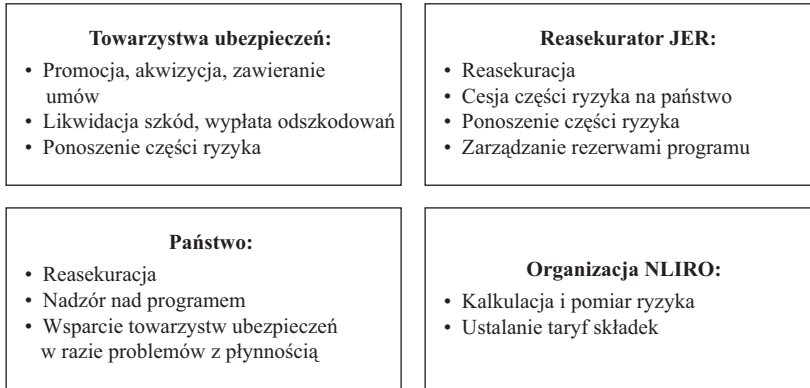 Towarzystwa ubezpieczeń:
• Promocja, akwizycja, zawieranie
umów
• Likwidacja szkód, wypłata odszkodowań
• Ponoszenie części ryzyka
Reasekurator JER:
• Reasekuracja
• Cesja części ryzyka na państwo
• Ponoszenie części ryzyka
• Zarządzanie rezerwami programu
Państwo:
• Reasekuracja
• Nadzór nad programem
• Wsparcie towarzystw ubezpieczeń
w razie problemów z płynnością
Organizacja NLIRO:
• Kalkulacja i pomiar ryzyka
• Ustalanie taryf składek